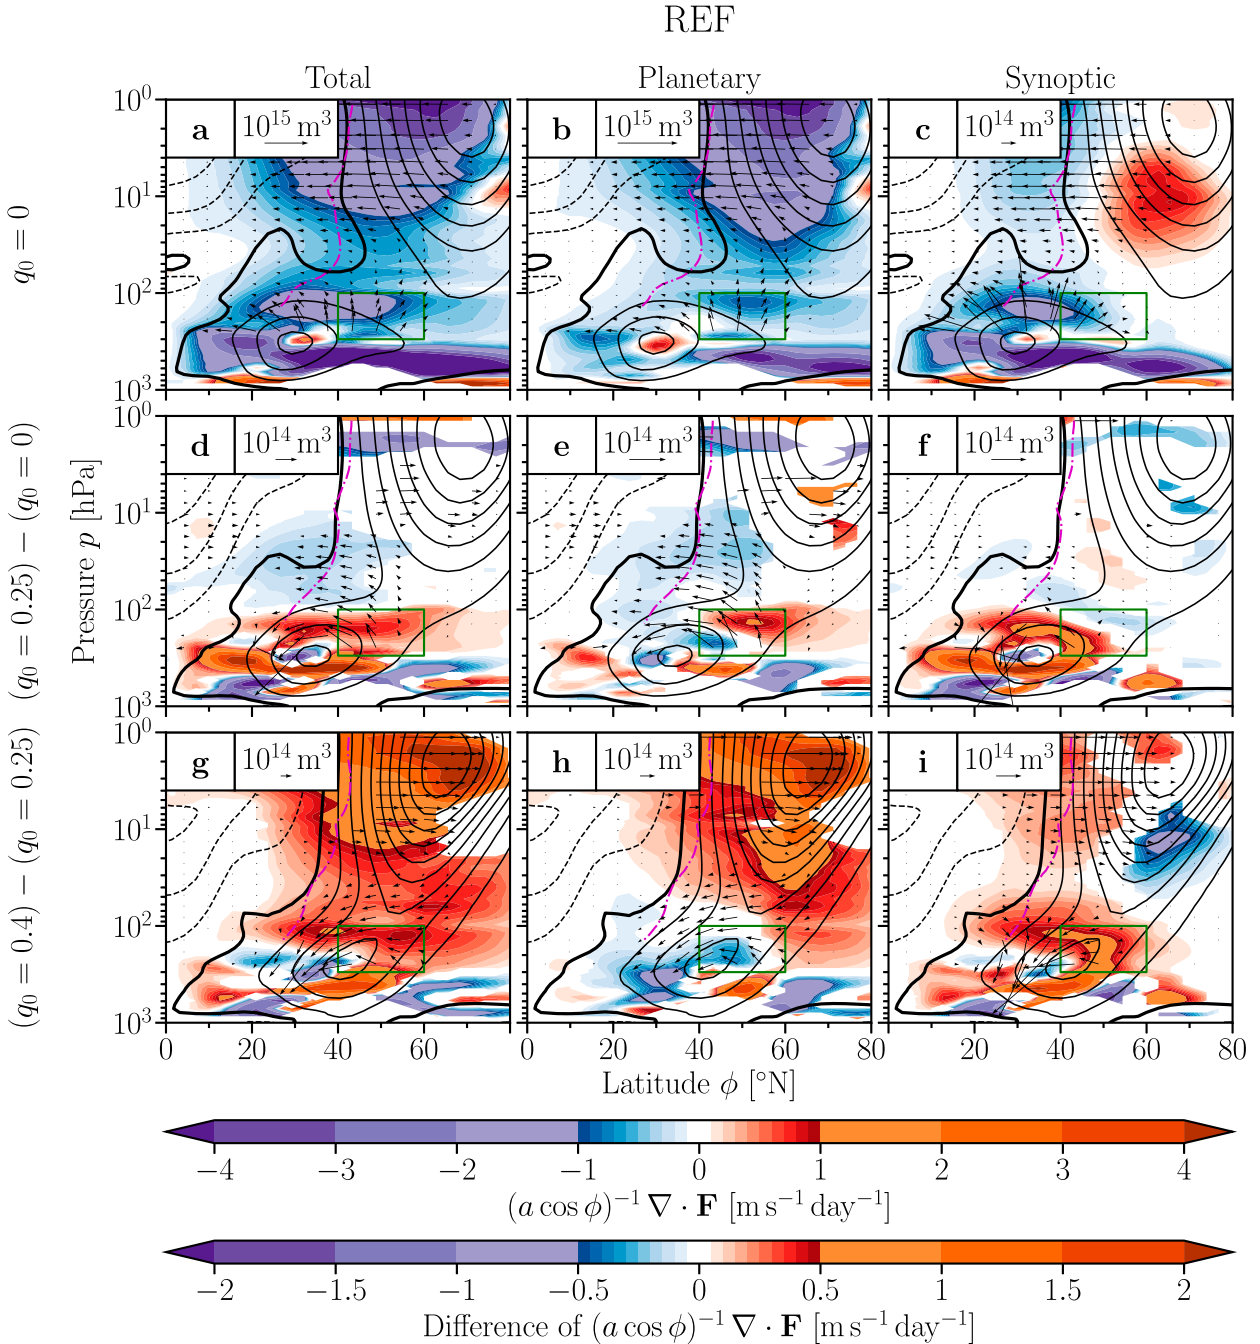 REF
Total Planetary Synoptic
a 10^15 m^3 b 10^15 m^3 c 10^14 m^3
10^0
10^1
10^2
10^3
q_0 = 0
d 10^14 m^3 e 10^14 m^3 f 10^14 m^3
10^0
10^1
10^2
10^3
(q_0 = 0.25) − (q_0 = 0)
Pressure p [hPa]
g 10^14 m^3 h 10^14 m^3 i 10^14 m^3
10^0
10^1
10^2
10^3
(q_0 = 0.4) − (q_0 = 0.25)
0 20 40 60 0 20 40 60 80 20 40 60 80
Latitude ϕ [°N]
−4 −3 −2 −1 0 1 2 3 4
(a cos ϕ)^−1 ∇ · F [m s^−1 day^−1]
−2 −1.5 −1 −0.5 0 0.5 1 1.5 2
Difference of (a cos ϕ)^−1 ∇ · F [m s^−1 day^−1]